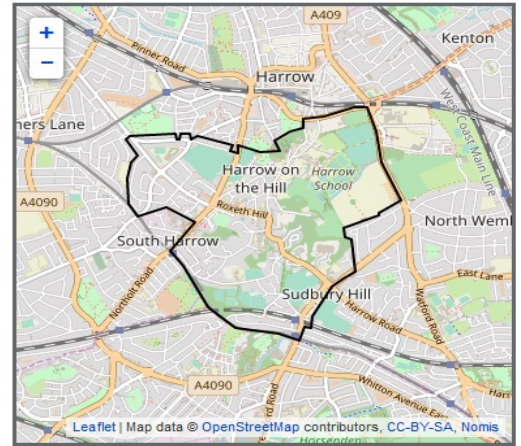 A409
+
−
Kenton
Pinner Road
Harrow
West Coast Main Line
ners Lane
Harrow on
the Hill
Harrow
School
A4090
Roxeth Hill
South Harrow
North Wemb
East Lane
Sudbury Hill
Northolt Road
Harrow Road
Watford Road
A4090
Whitton Avenue East
Harr
Leaflet | Map data © OpenStreetMap contributors, CC-BY-SA, Nomis
Horsenden